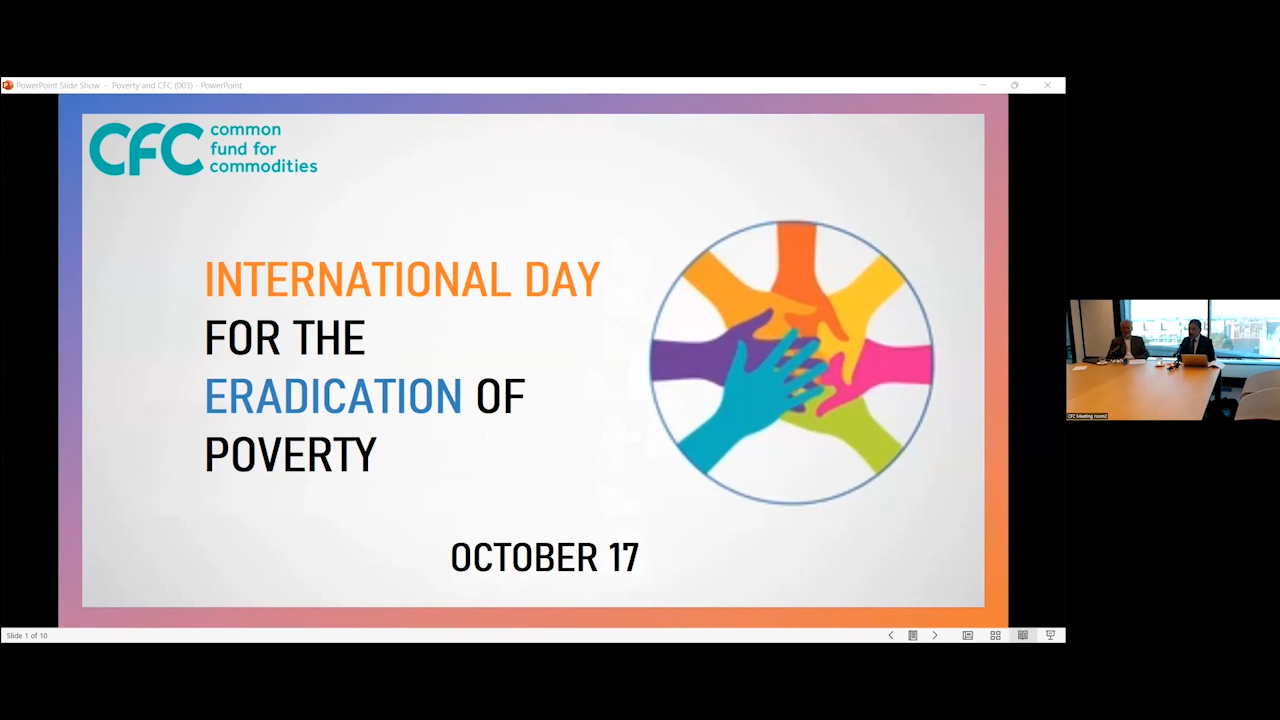 PowerPoint Slide Show - Poverty and CFC (003) - PowerPoint
CFC
common
fund for
commodities
INTERNATIONAL DAY
FOR THE
ERADICATION OF
POVERTY
OCTOBER 17
CFC Meeting room2
Slide 1 of 10